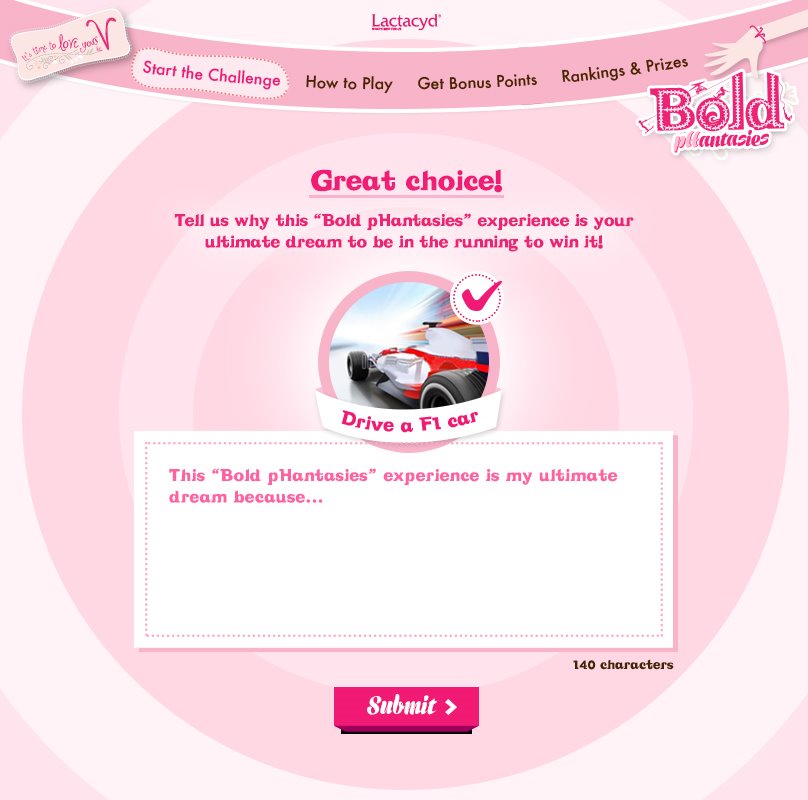 Lactacyd®
it's time to love your V
Start the Challenge
How to Play
Get Bonus Points
Rankings & Prizes
Bold
pHantasies
Great choice!
Tell us why this “Bold pHantasies” experience is your
ultimate dream to be in the running to win it!
Drive a F1 car
This “Bold pHantasies” experience is my ultimate
dream because...
140 characters
Submit >